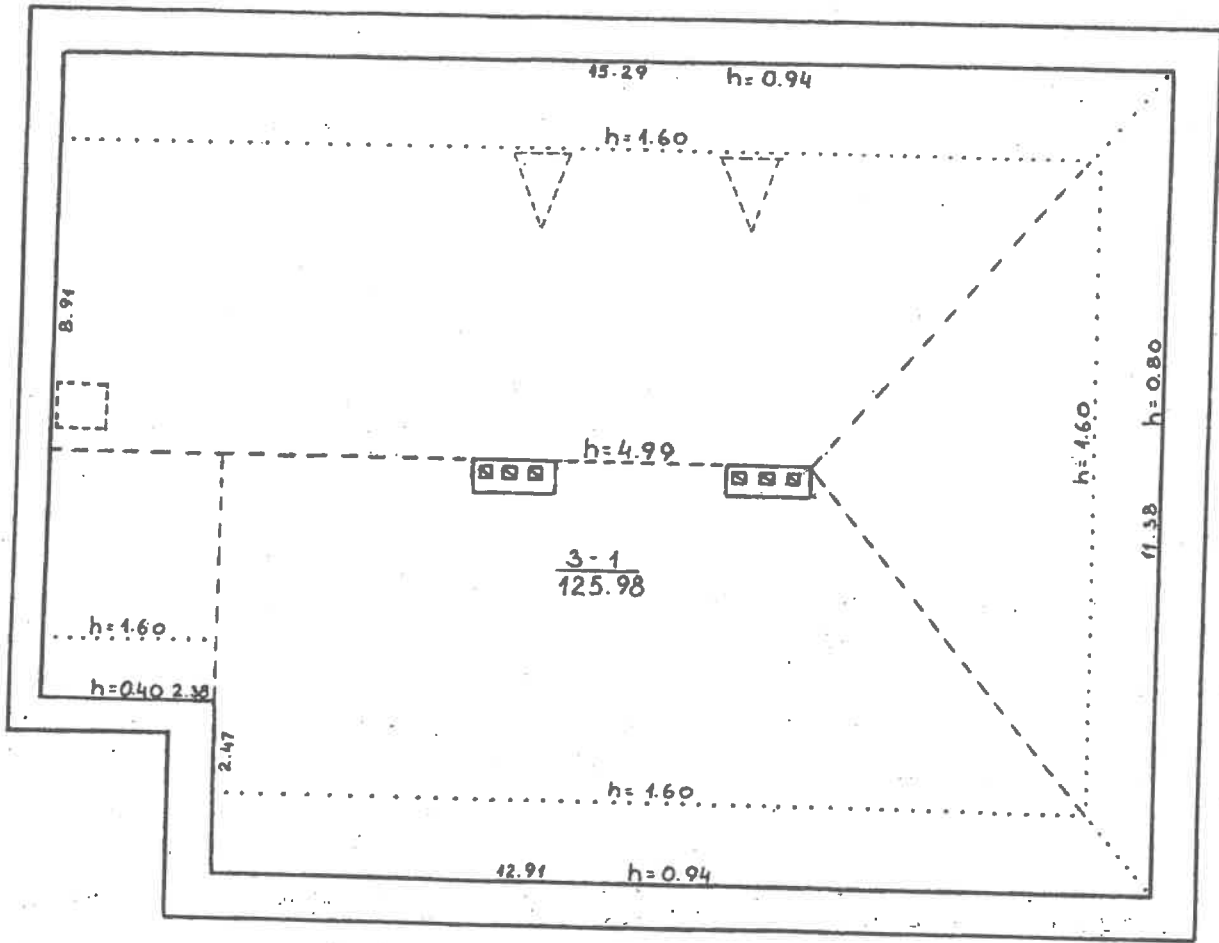 15.29 h= 0.94
h= 1.60
8.91
h= 0.80
h= 1.60
h= 4.99
11.38
3-1
125.98
h= 1.60
h= 0.40 2.38
2.47
h= 1.60
12.91 h= 0.94